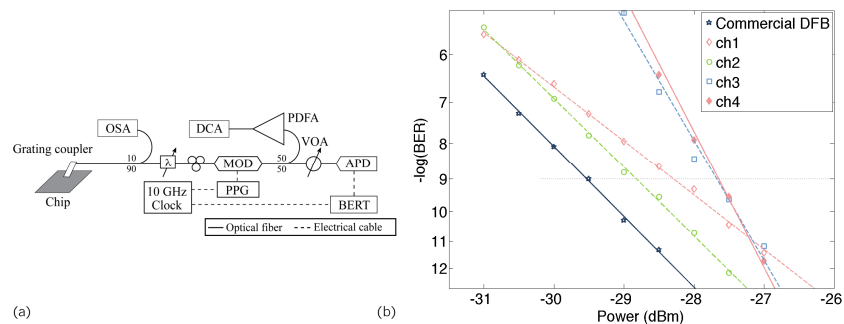 OSA
DCA
PDFA
VOA
Grating coupler
10
90
λ
MOD
50
50
APD
Chip
10 GHz
Clock
PPG
BERT
Optical fiber
Electrical cable
(a)
(b)
-log(BER)
6
7
8
9
10
11
12
-31
-30
-29
-28
-27
-26
Power (dBm)
Commercial DFB
ch1
ch2
ch3
ch4